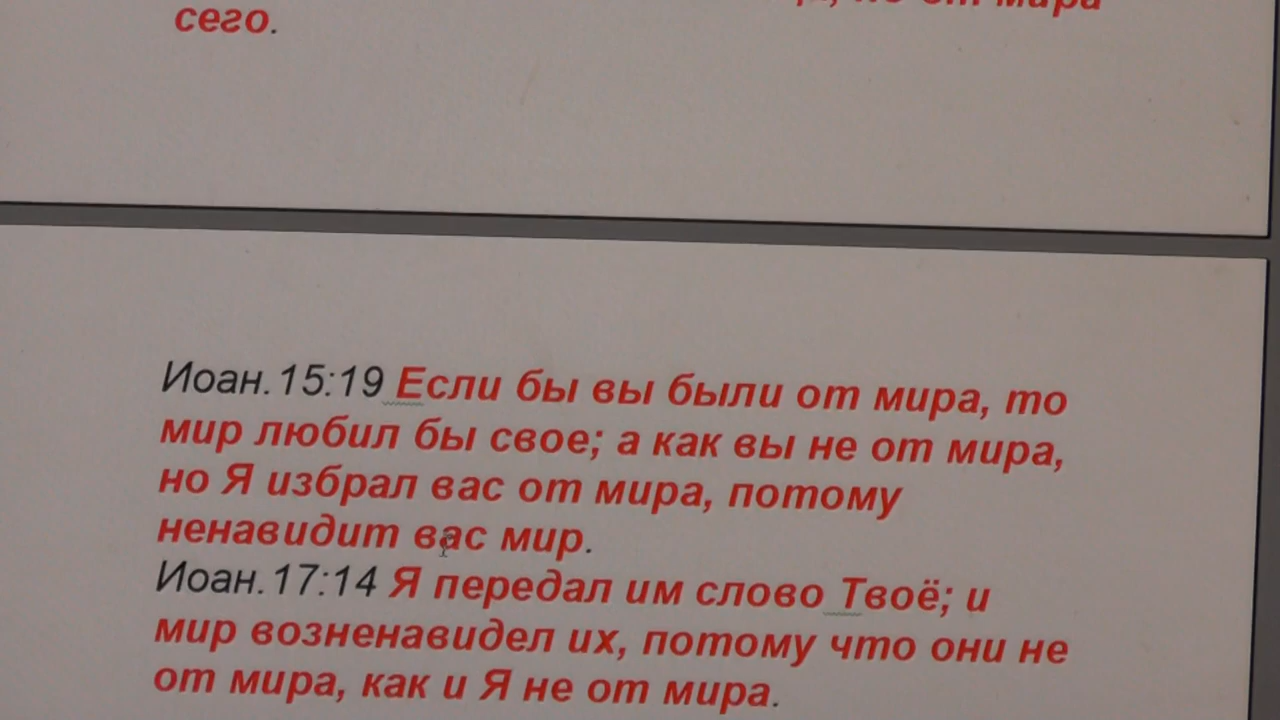 мира
сего.
Иоан.15:19 Если бы вы были от мира, то
мир любил бы свое; а как вы не от мира,
но Я избрал вас от мира, потому
ненавидит вас мир.
Иоан.17:14 Я передал им слово Твоё; и
мир возненавидел их, потому что они не
от мира, как и Я не от мира.